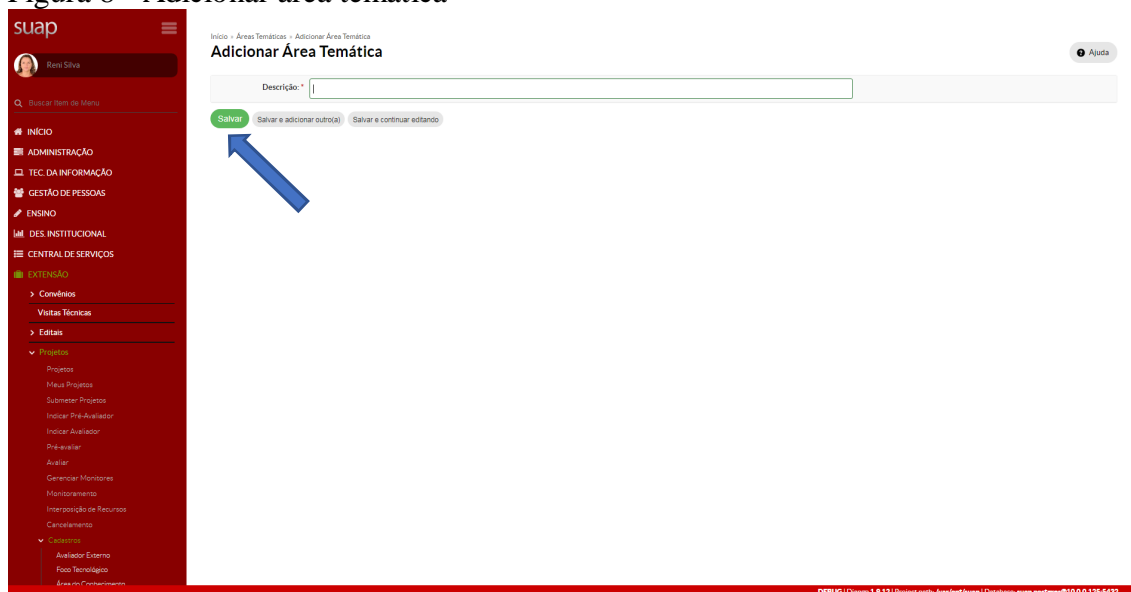 Figura 8 - Adicionar área temática
suap
Reni Silva
Buscar Item de Menu
INÍCIO
ADMINISTRAÇÃO
TEC. DA INFORMAÇÃO
GESTÃO DE PESSOAS
ENSINO
DES. INSTITUCIONAL
CENTRAL DE SERVIÇOS
EXTENSÃO
Convênios
Visitas Técnicas
Editais
Projetos
Projetos
Meus Projetos
Submeter Projetos
Indicar Pré-Avaliador
Indicar Avaliador
Pré-avaliar
Avaliar
Gerenciar Monitores
Monitoramento
Interposição de Recursos
Cancelamento
Cadastros
Avaliador Externo
Foco Tecnológico
Área do Conhecimento
Início » Áreas Temáticas » Adicionar Área Temática
Adicionar Área Temática
Ajuda
Descrição: *
Salvar Salvar e adicionar outro(a) Salvar e continuar editando